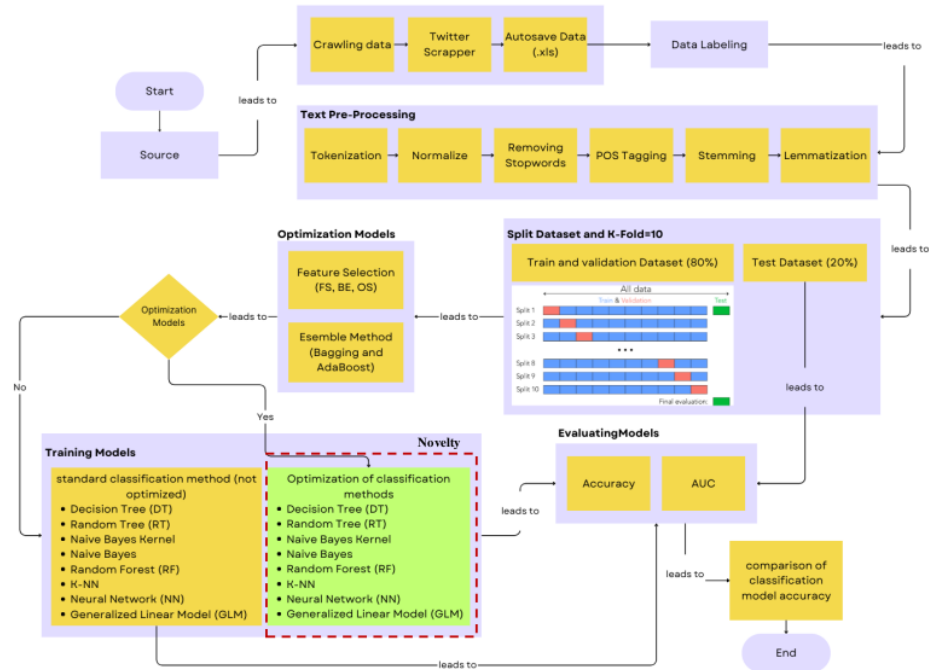 Start
Source
leads to
Crawling data
Twitter
Scrapper
Autosave Data
(.xls)
Data Labeling
leads to
Text Pre-Processing
Tokenization
Normalize
Removing
Stopwords
POS Tagging
Stemming
Lemmatization
leads to
Split Dataset and K-Fold=10
Train and validation Dataset (80%)
Test Dataset (20%)
All data
Train & Validation
Test
Split 1
Split 2
Split 3
...
Split 8
Split 9
Split 10
Final evaluation:
leads to
leads to
Optimization Models
Feature Selection
(FS, BE, OS)
Esemble Method
(Bagging and
AdaBoost)
leads to
Optimization
Models
No
Yes
Training Models
Novelty
standard classification method (not
optimized)
• Decision Tree (DT)
• Random Tree (RT)
• Naive Bayes Kernel
• Naive Bayes
• Random Forest (RF)
• K-NN
• Neural Network (NN)
• Generalized Linear Model (GLM)
Optimization of classification
methods
• Decision Tree (DT)
• Random Tree (RT)
• Naive Bayes Kernel
• Naive Bayes
• Random Forest (RF)
• K-NN
• Neural Network (NN)
• Generalized Linear Model (GLM)
leads to
leads to
EvaluatingModels
Accuracy
AUC
leads to
comparison of
classification
model accuracy
End